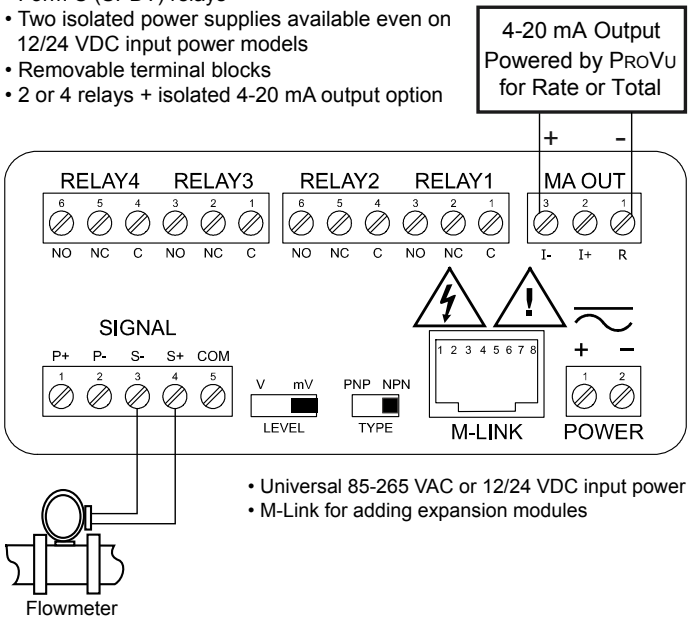 • Two isolated power supplies available even on
12/24 VDC input power models
• Removable terminal blocks
• 2 or 4 relays + isolated 4-20 mA output option
4-20 mA Output
Powered by PROVU
for Rate or Total
+ -
RELAY4 RELAY3 RELAY2 RELAY1 MA OUT
6 5 4 3 2 1 6 5 4 3 2 1 3 2 1
NO NC C NO NC C NO NC C NO NC C I- I+ R
SIGNAL
P+ P- S- S+ COM
1 2 3 4 5
V mV
LEVEL
PNP NPN
TYPE
!
1 2 3 4 5 6 7 8
M-LINK
+ -
1 2
POWER
• Universal 85-265 VAC or 12/24 VDC input power
• M-Link for adding expansion modules
Flowmeter